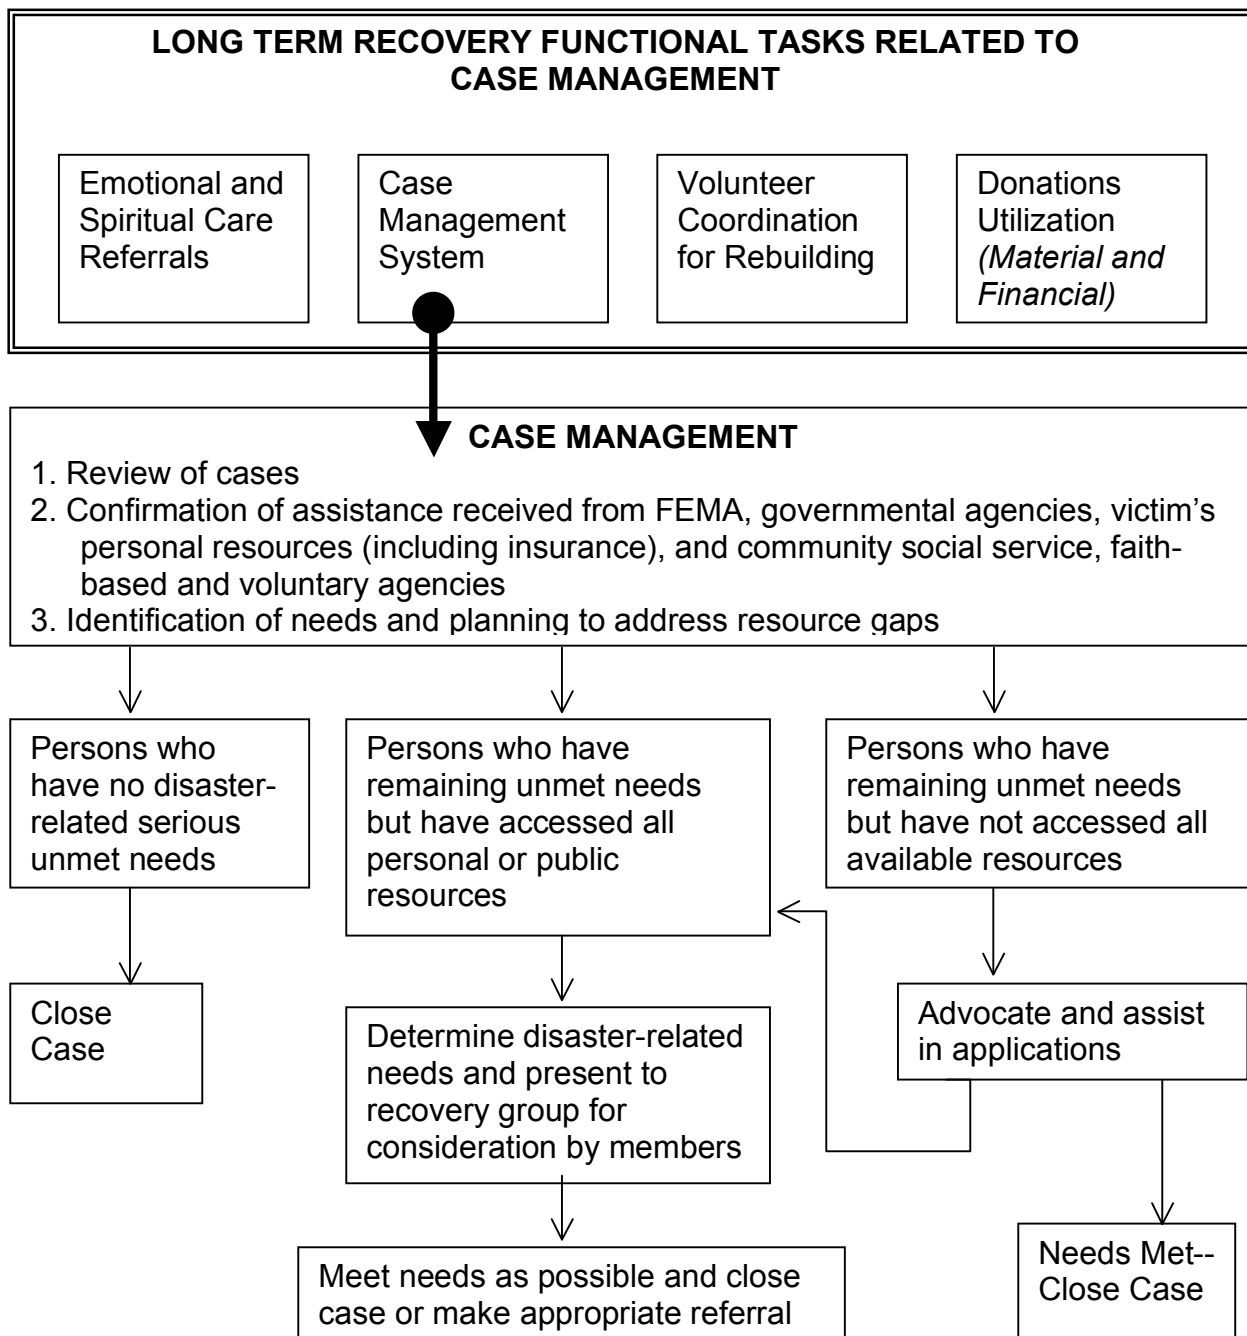 LONG TERM RECOVERY FUNCTIONAL TASKS RELATED TO
CASE MANAGEMENT
Emotional and
Spiritual Care
Referrals
Case
Management
System
Volunteer
Coordination
for Rebuilding
Donations
Utilization
(Material and
Financial)
CASE MANAGEMENT
1. Review of cases
2. Confirmation of assistance received from FEMA, governmental agencies, victim's
personal resources (including insurance), and community social service, faith-
based and voluntary agencies
3. Identification of needs and planning to address resource gaps
Persons who
have no disaster-
related serious
unmet needs
Persons who have
remaining unmet needs
but have accessed all
personal or public
resources
Persons who have
remaining unmet needs
but have not accessed all
available resources
Close
Case
Determine disaster-related
needs and present to
recovery group for
consideration by members
Advocate and assist
in applications
Meet needs as possible and close
case or make appropriate referral
Needs Met--
Close Case